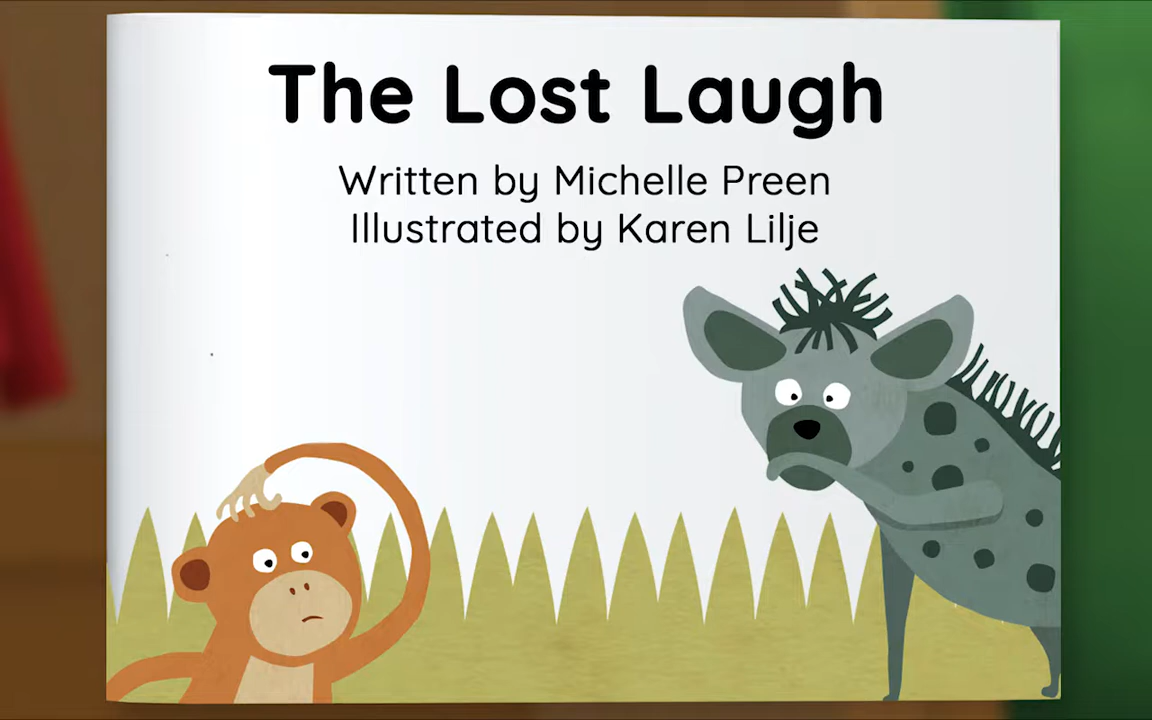 The Lost Laugh
Written by Michelle Preen
Illustrated by Karen Lilje